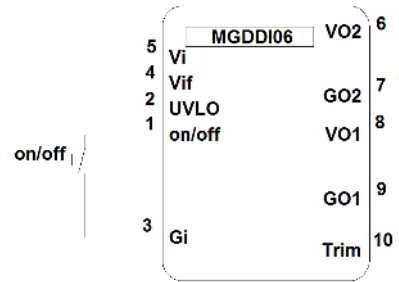 MGDDI06
VO2 6
5
Vi
4
Vif
7
GO2
2
UVLO
8
1
on/off
VO1
on/off
9
GO1
3
Gi
10
Trim